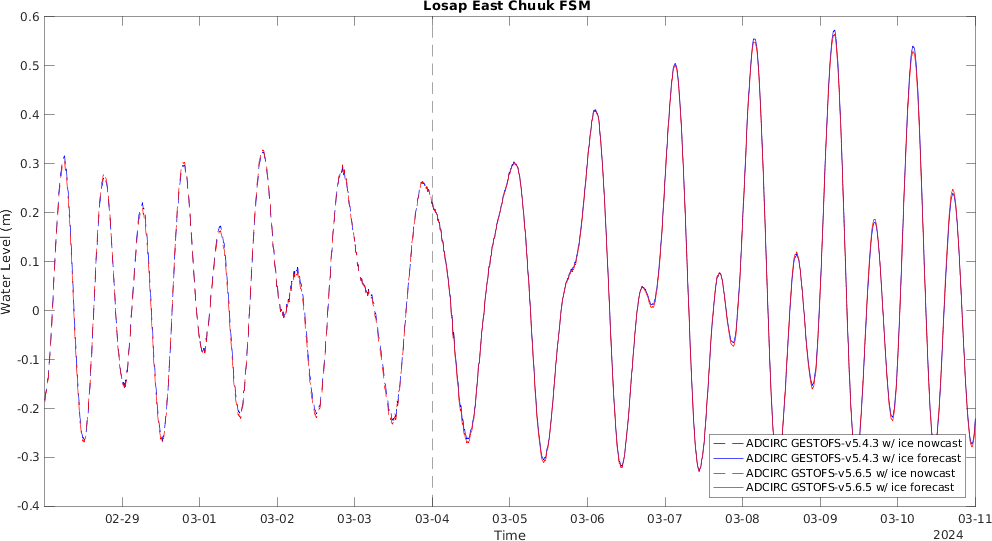 Losap East Chuuk FSM
0.6
0.5
0.4
0.3
0.2
0.1
0
-0.1
-0.2
-0.3
-0.4
Water Level (m)
ADCIRC GESTOFS-v5.4.3 w/ ice nowcast
ADCIRC GESTOFS-v5.4.3 w/ ice forecast
ADCIRC GSTOFS-v5.6.5 w/ ice nowcast
ADCIRC GSTOFS-v5.6.5 w/ ice forecast
02-29 03-01 03-02 03-03 03-04 03-05 03-06 03-07 03-08 03-09 03-10 03-11
Time
2024